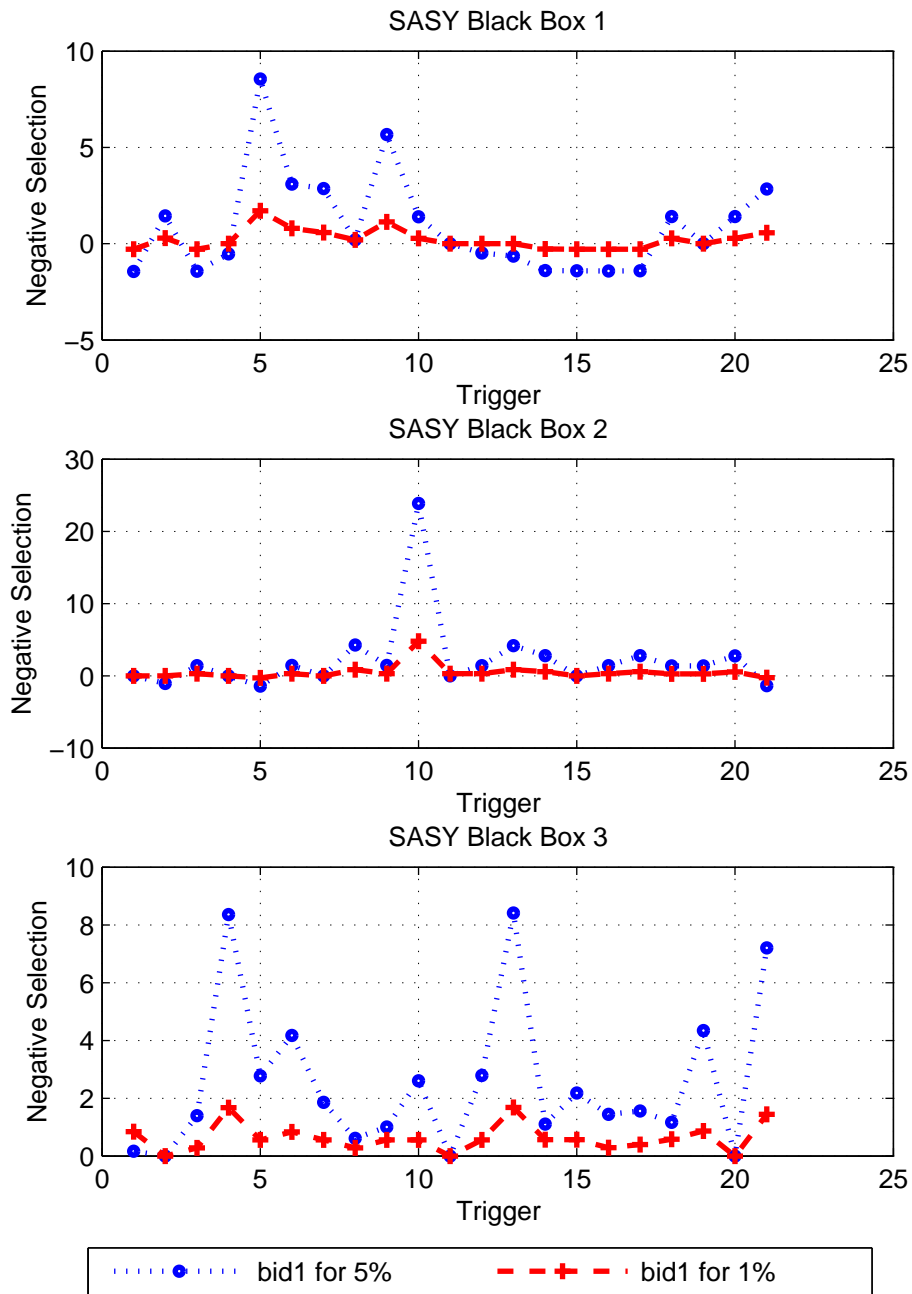 SASY Black Box 1
10
5
0
−5
Negative Selection
0 5 10 15 20 25
Trigger
SASY Black Box 2
30
20
10
0
−10
Negative Selection
0 5 10 15 20 25
Trigger
SASY Black Box 3
10
8
6
4
2
0
Negative Selection
0 5 10 15 20 25
Trigger
bid1 for 5% bid1 for 1%